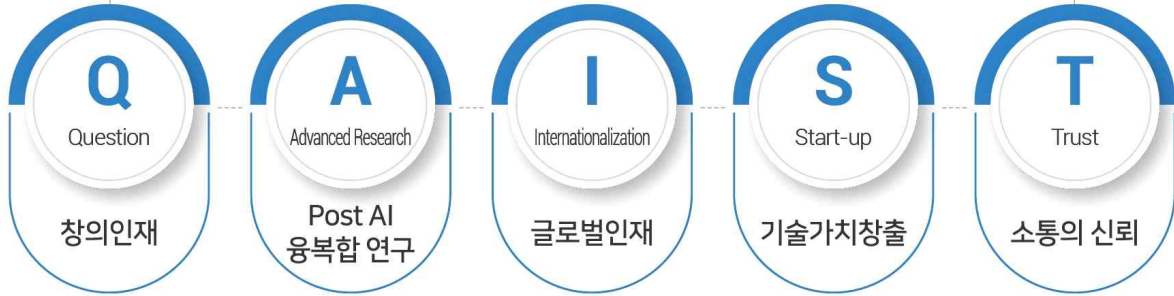 Q
Question
창의인재
A
Advanced Research
Post AI
융복합 연구
I
Internationalization
글로벌인재
S
Start-up
기술가치창출
T
Trust
소통의 신뢰